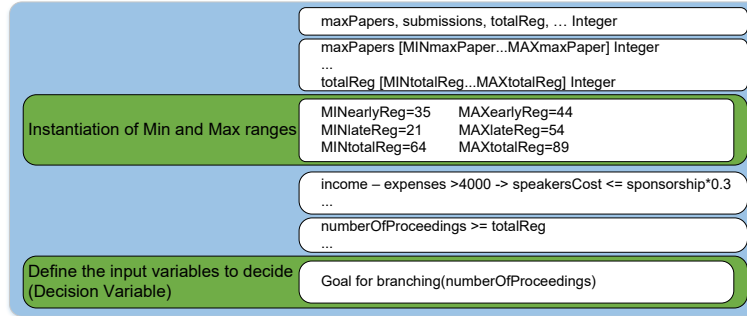 maxPapers, submissions, totalReg, … Integer
maxPapers [MINmaxPaper...MAXmaxPaper] Integer
...
totalReg [MINtotalReg...MAXtotalReg] Integer
Instantiation of Min and Max ranges
MINearlyReg=35 MAXearlyReg=44
MINlateReg=21 MAXlateReg=54
MINtotalReg=64 MAXtotalReg=89
income – expenses >4000 -> speakersCost <= sponsorship*0.3
...
numberOfProceedings >= totalReg
...
Define the input variables to decide
(Decision Variable)
Goal for branching(numberOfProceedings)